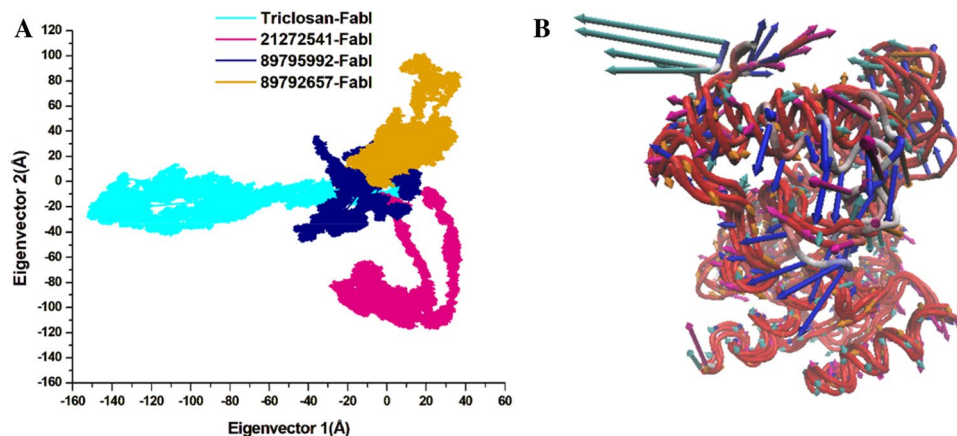 A
B
Triclosan-FabI
21272541-FabI
89795992-FabI
89792657-FabI
Eigenvector 2(Å)
120
100
80
60
40
20
0
-20
-40
-60
-80
-100
-120
-140
-160
-160 -140 -120 -100 -80 -60 -40 -20 0 20 40 60
Eigenvector 1(Å)